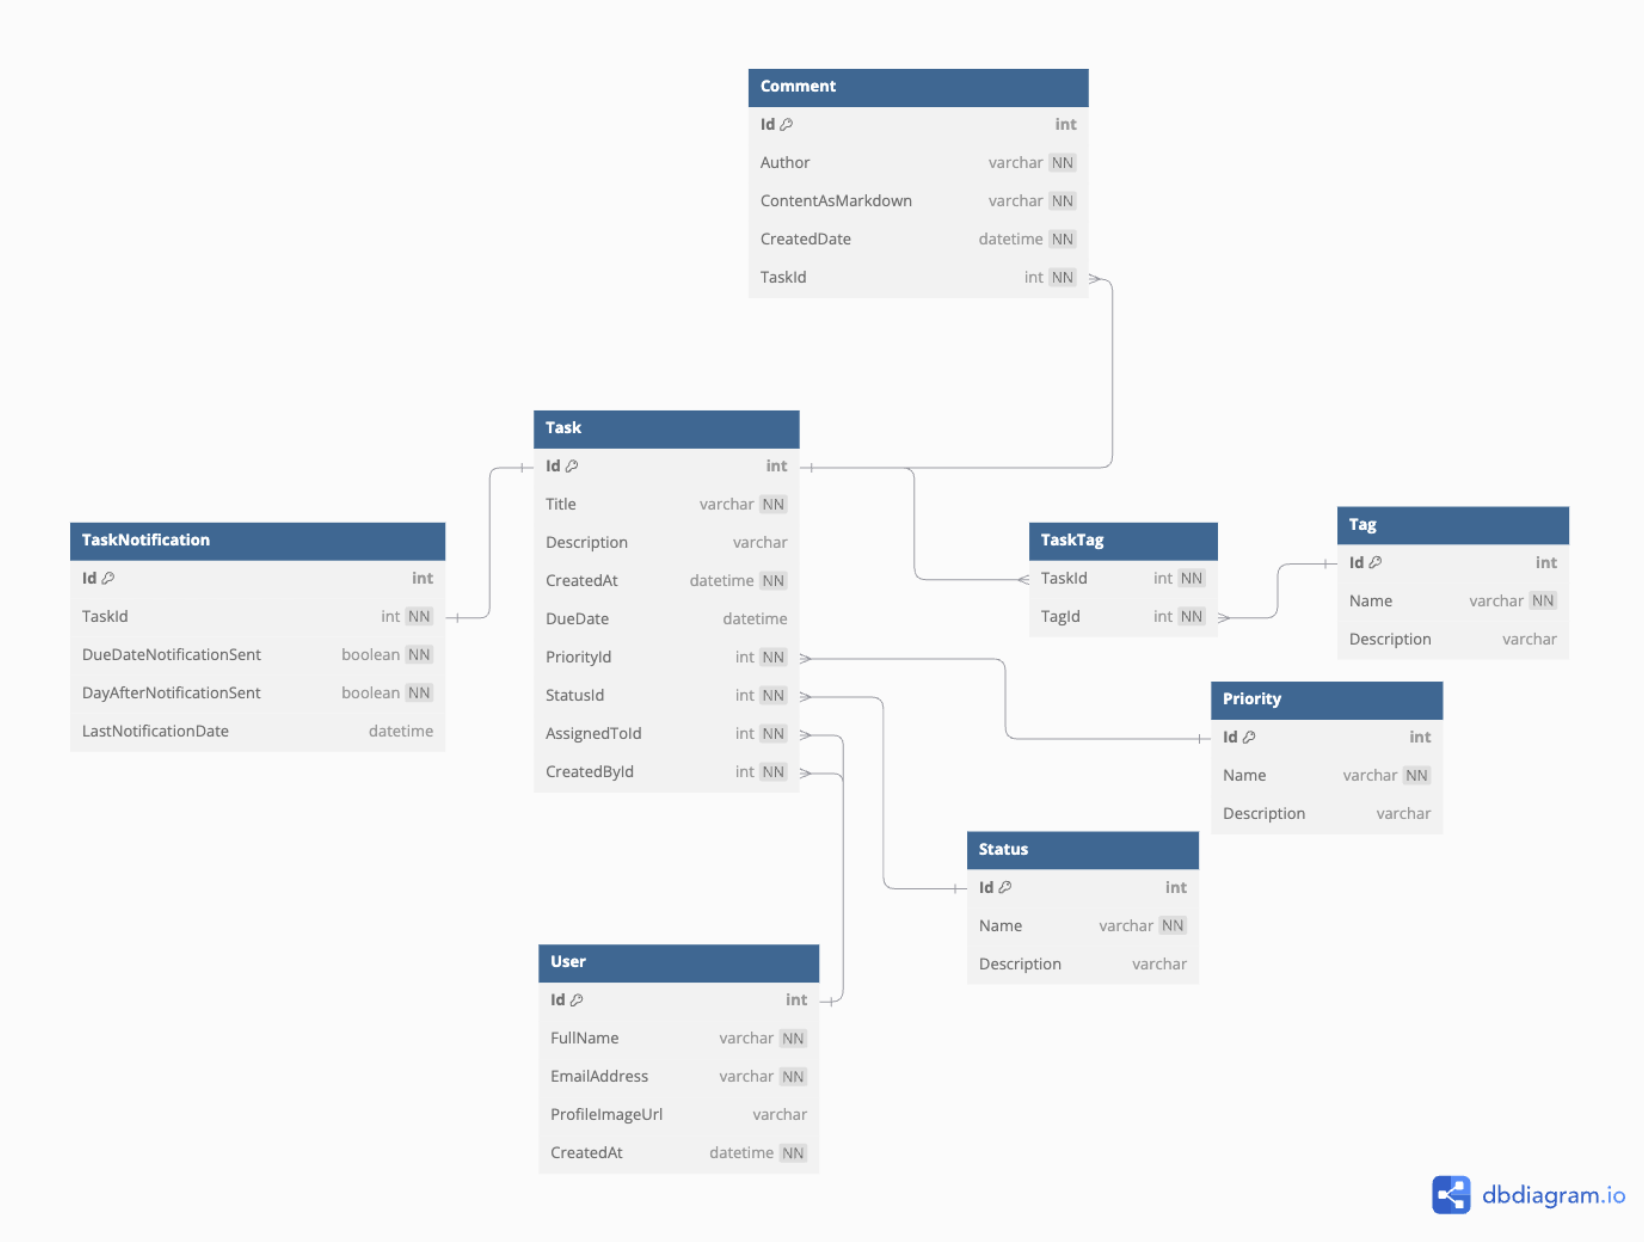 Comment
Id int
Author varchar NN
ContentAsMarkdown varchar NN
CreatedDate datetime NN
TaskId int NN
Task
Id int
Title varchar NN
Description varchar
CreatedAt datetime NN
DueDate datetime
PriorityId int NN
StatusId int NN
AssignedToId int NN
CreatedById int NN
TaskNotification
Id int
TaskId int NN
DueDateNotificationSent boolean NN
DayAfterNotificationSent boolean NN
LastNotificationDate datetime
TaskTag
TaskId int NN
TagId int NN
Tag
Id int
Name varchar NN
Description varchar
Priority
Id int
Name varchar NN
Description varchar
Status
Id int
Name varchar NN
Description varchar
User
Id int
FullName varchar NN
EmailAddress varchar NN
ProfileImageUrl varchar
CreatedAt datetime NN
dbdiagram.io